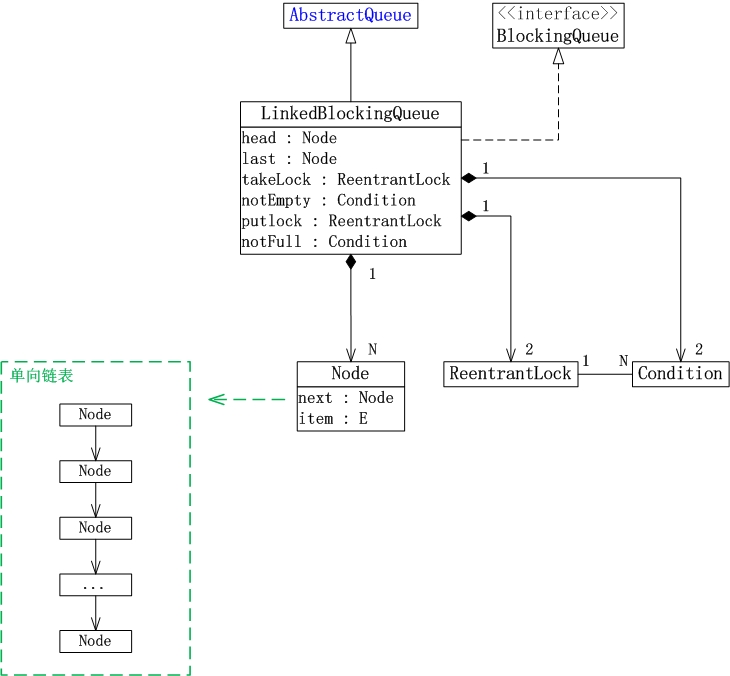 AbstractQueue
<<interface>>
BlockingQueue
LinkedBlockingQueue
head : Node
last : Node
takeLock : ReentrantLock
notEmpty : Condition
putlock : ReentrantLock
notFull : Condition
1
1
1
N
2
2
Node
next : Node
item : E
ReentrantLock
1
N
Condition
单向链表
Node
Node
Node
...
Node